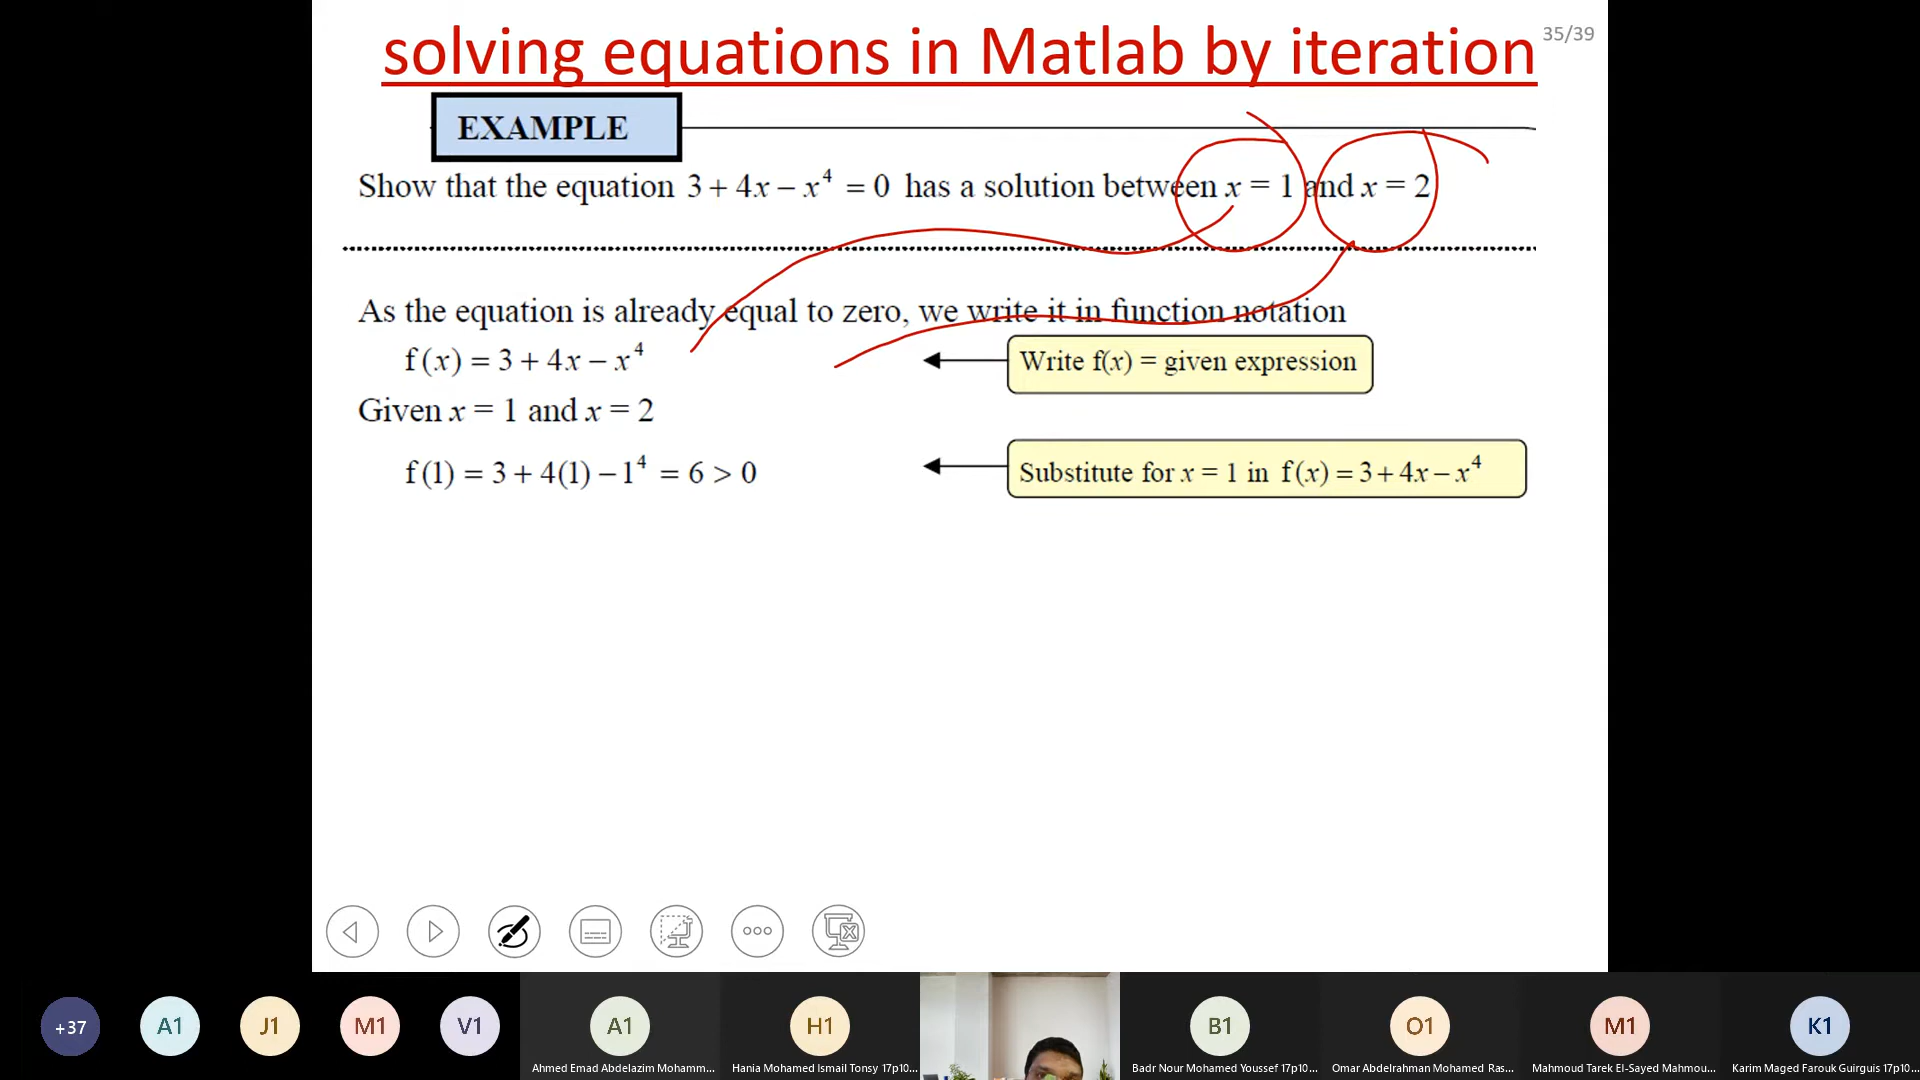 solving equations in Matlab by iteration
35/39
EXAMPLE
Show that the equation 3 + 4x − x⁴ = 0 has a solution between x = 1 and x = 2
As the equation is already equal to zero, we write it in function notation
f(x) = 3 + 4x − x⁴
Write f(x) = given expression
Given x = 1 and x = 2
f(1) = 3 + 4(1) − 1⁴ = 6 > 0
Substitute for x = 1 in f(x) = 3 + 4x − x⁴
+37
A1
J1
M1
V1
A1
H1
B1
O1
M1
K1
Ahmed Emad Abdelazim Mohamm...
Hania Mohamed Ismail Tonsy 17p10...
Badr Nour Mohamed Youssef 17p10...
Omar Abdelrahman Mohamed Ras...
Mahmoud Tarek El-Sayed Mahmou...
Karim Maged Farouk Guirguis 17p10...